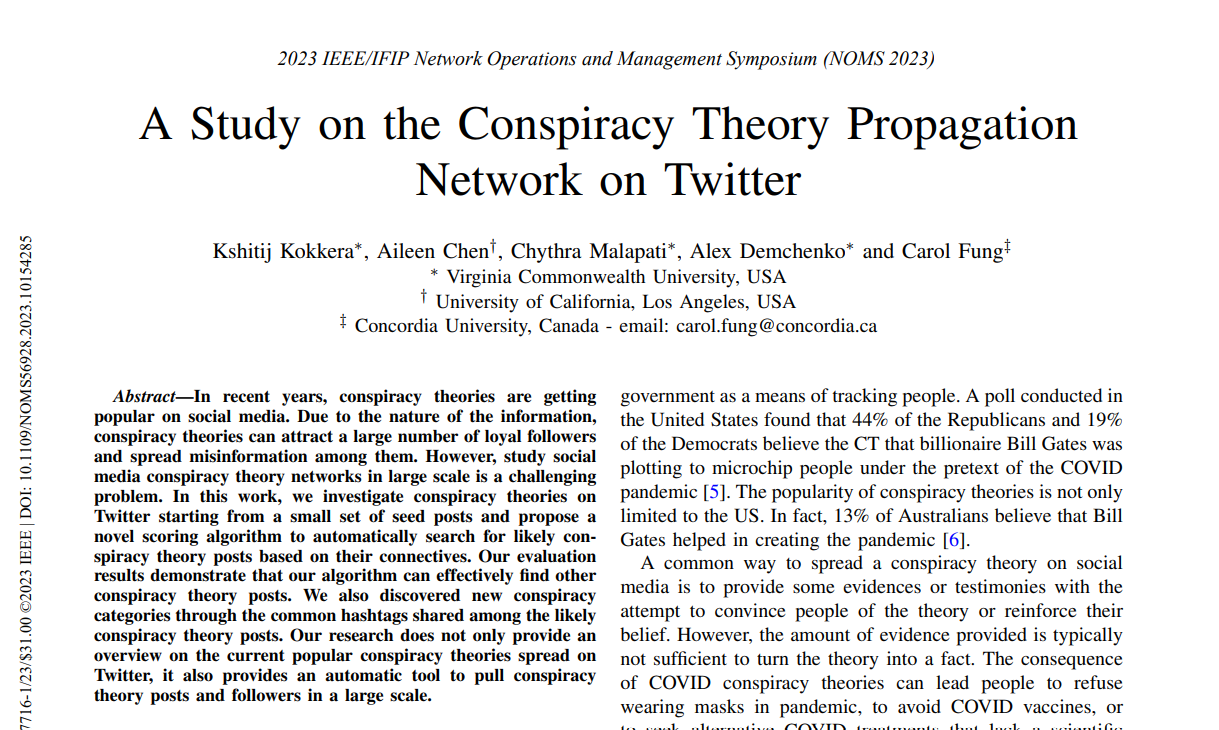 2023 IEEE/IFIP Network Operations and Management Symposium (NOMS 2023)
A Study on the Conspiracy Theory Propagation
Network on Twitter
Kshitij Kokkera*, Aileen Chen†, Chythra Malapati*, Alex Demchenko* and Carol Fung‡
* Virginia Commonwealth University, USA
† University of California, Los Angeles, USA
‡ Concordia University, Canada - email: carol.fung@concordia.ca
7716-1/23/$31.00 ©2023 IEEE | DOI: 10.1109/NOMS56928.2023.10154285
Abstract—In recent years, conspiracy theories are getting
popular on social media. Due to the nature of the information,
conspiracy theories can attract a large number of loyal followers
and spread misinformation among them. However, study social
media conspiracy theory networks in large scale is a challenging
problem. In this work, we investigate conspiracy theories on
Twitter starting from a small set of seed posts and propose a
novel scoring algorithm to automatically search for likely con-
spiracy theory posts based on their connectives. Our evaluation
results demonstrate that our algorithm can effectively find other
conspiracy theory posts. We also discovered new conspiracy
categories through the common hashtags shared among the likely
conspiracy theory posts. Our research does not only provide an
overview on the current popular conspiracy theories spread on
Twitter, it also provides an automatic tool to pull conspiracy
theory posts and followers in a large scale.
government as a means of tracking people. A poll conducted in
the United States found that 44% of the Republicans and 19%
of the Democrats believe the CT that billionaire Bill Gates was
plotting to microchip people under the pretext of the COVID
pandemic [5]. The popularity of conspiracy theories is not only
limited to the US. In fact, 13% of Australians believe that Bill
Gates helped in creating the pandemic [6].
A common way to spread a conspiracy theory on social
media is to provide some evidences or testimonies with the
attempt to convince people of the theory or reinforce their
belief. However, the amount of evidence provided is typically
not sufficient to turn the theory into a fact. The consequence
of COVID conspiracy theories can lead people to refuse
wearing masks in pandemic, to avoid COVID vaccines, or
to seek alternative COVID treatments that lack a scientific